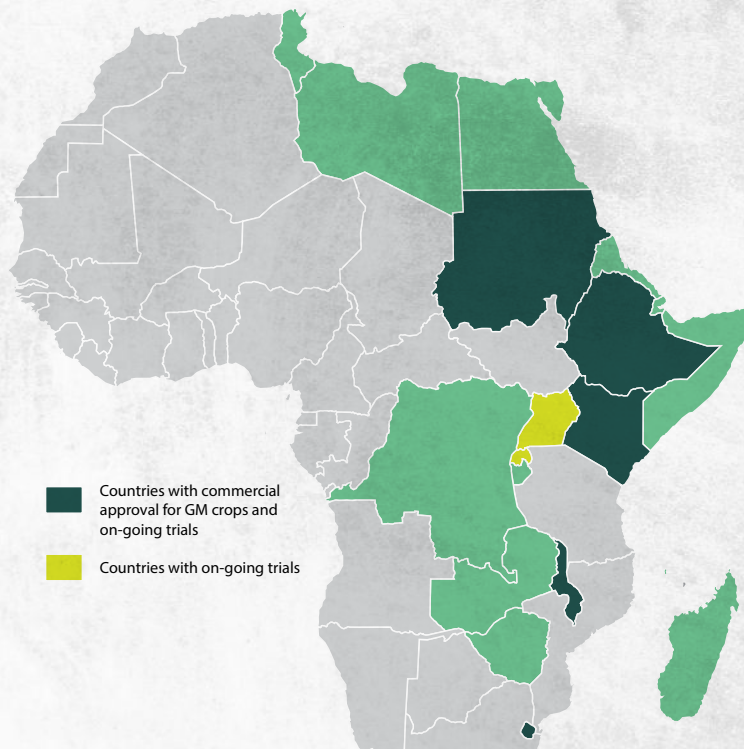 Countries with commercial
approval for GM crops and
on-going trials
Countries with on-going trials